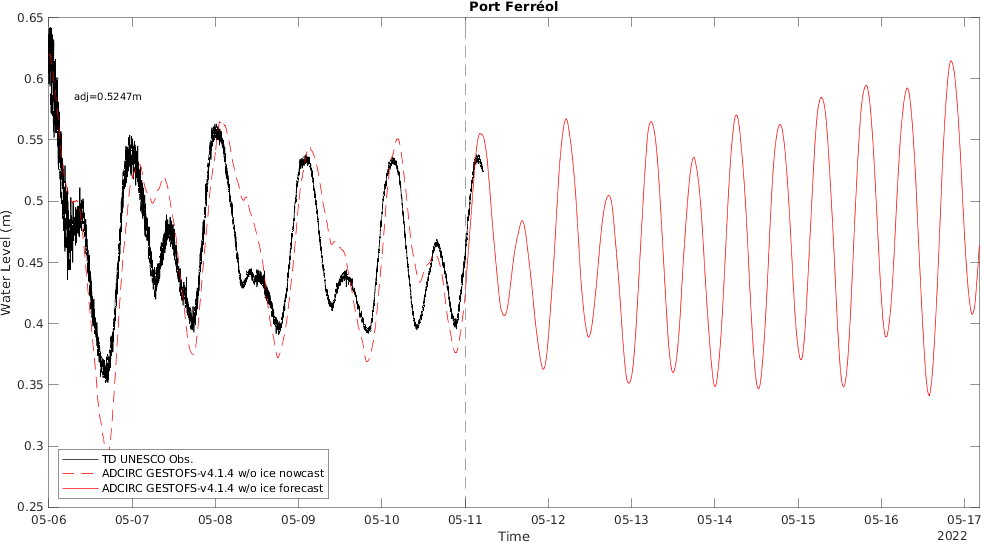 Port Ferréol
0.65
0.6
0.55
0.5
0.45
0.4
0.35
0.3
0.25
Water Level (m)
adj=0.5247m
TD UNESCO Obs.
ADCIRC GESTOFS-v4.1.4 w/o ice nowcast
ADCIRC GESTOFS-v4.1.4 w/o ice forecast
05-06 05-07 05-08 05-09 05-10 05-11 05-12 05-13 05-14 05-15 05-16 05-17
Time
2022